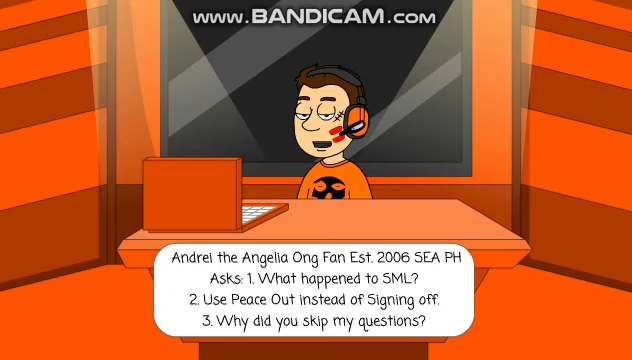 www.BANDICAM.com
Andrei the Angelia Ong Fan Est. 2006 SEA PH
Asks: 1. What happened to SML?
2. Use Peace Out instead of Signing off.
3. Why did you skip my questions?